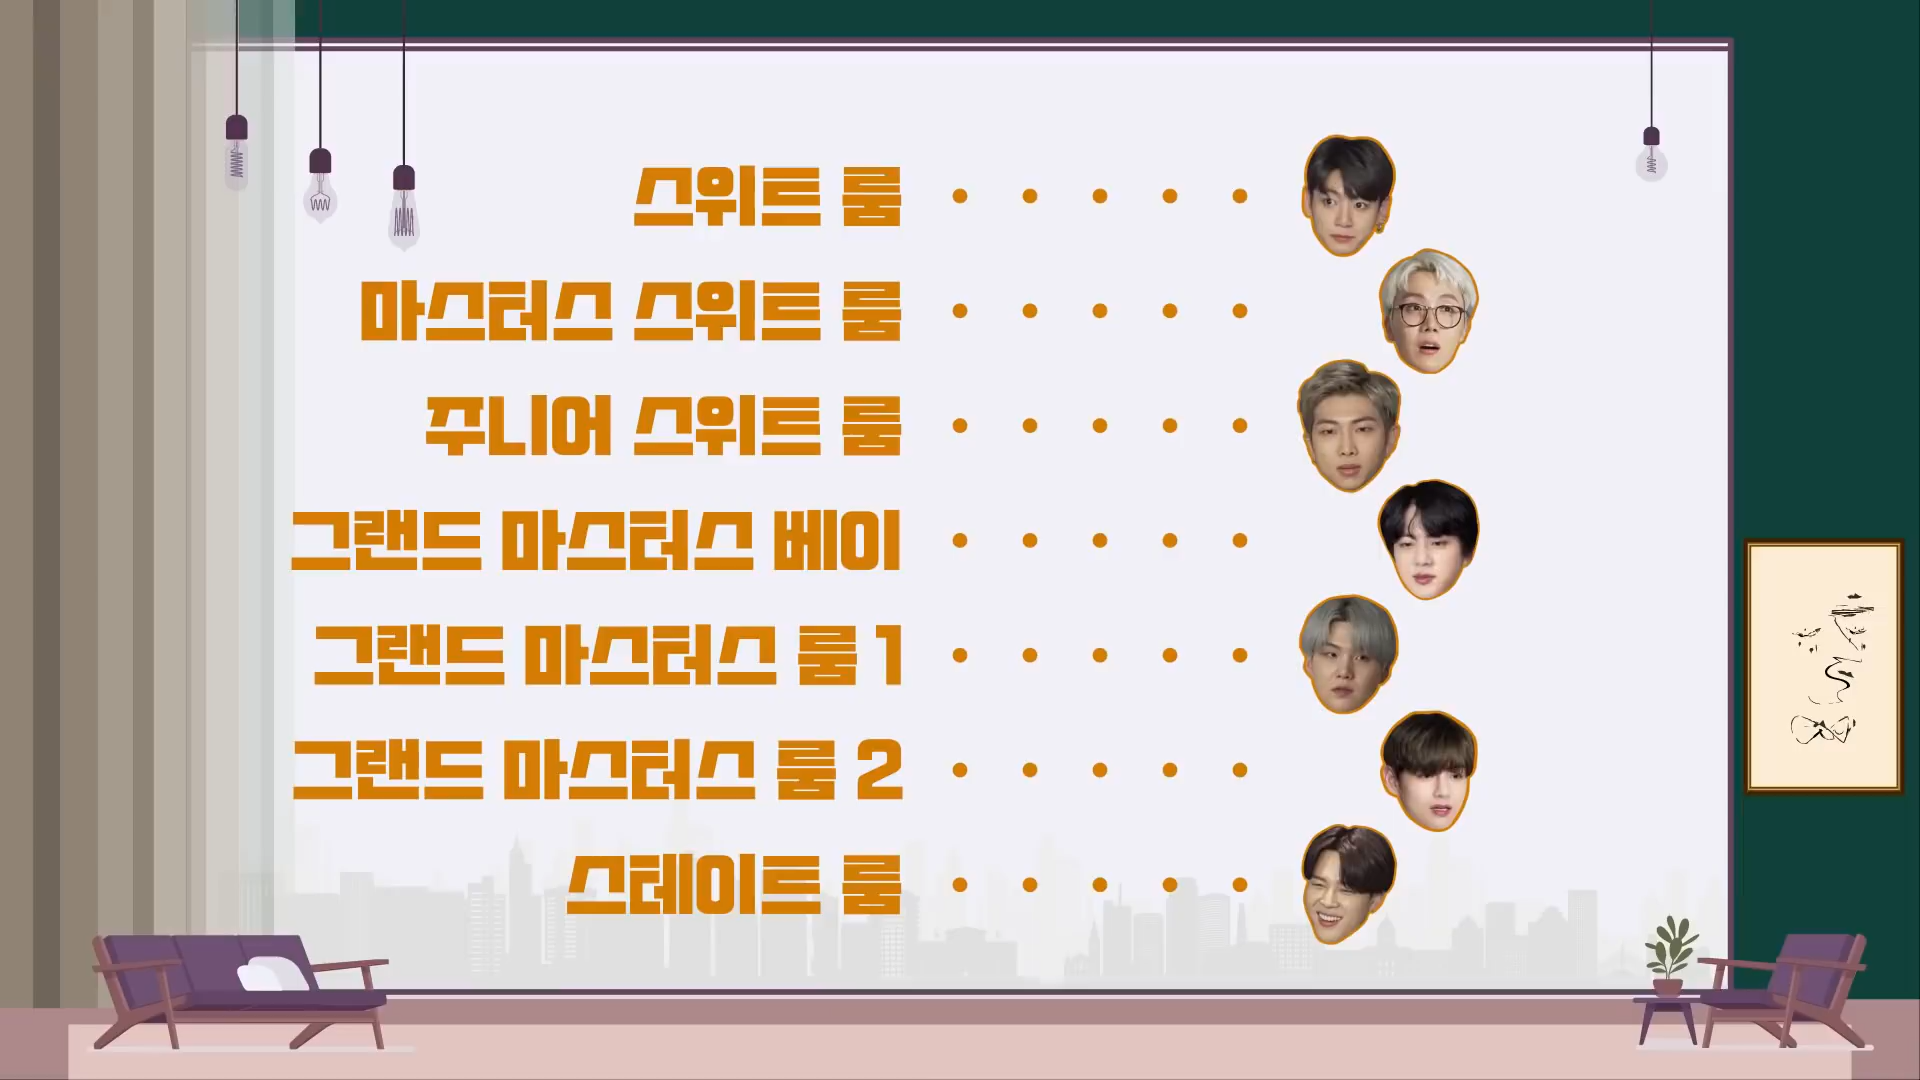 스위트 룸
마스터스 스위트 룸
쥬니어 스위트 룸
그랜드 마스터스 베이
그랜드 마스터스 룸 1
그랜드 마스터스 룸 2
스테이트 룸